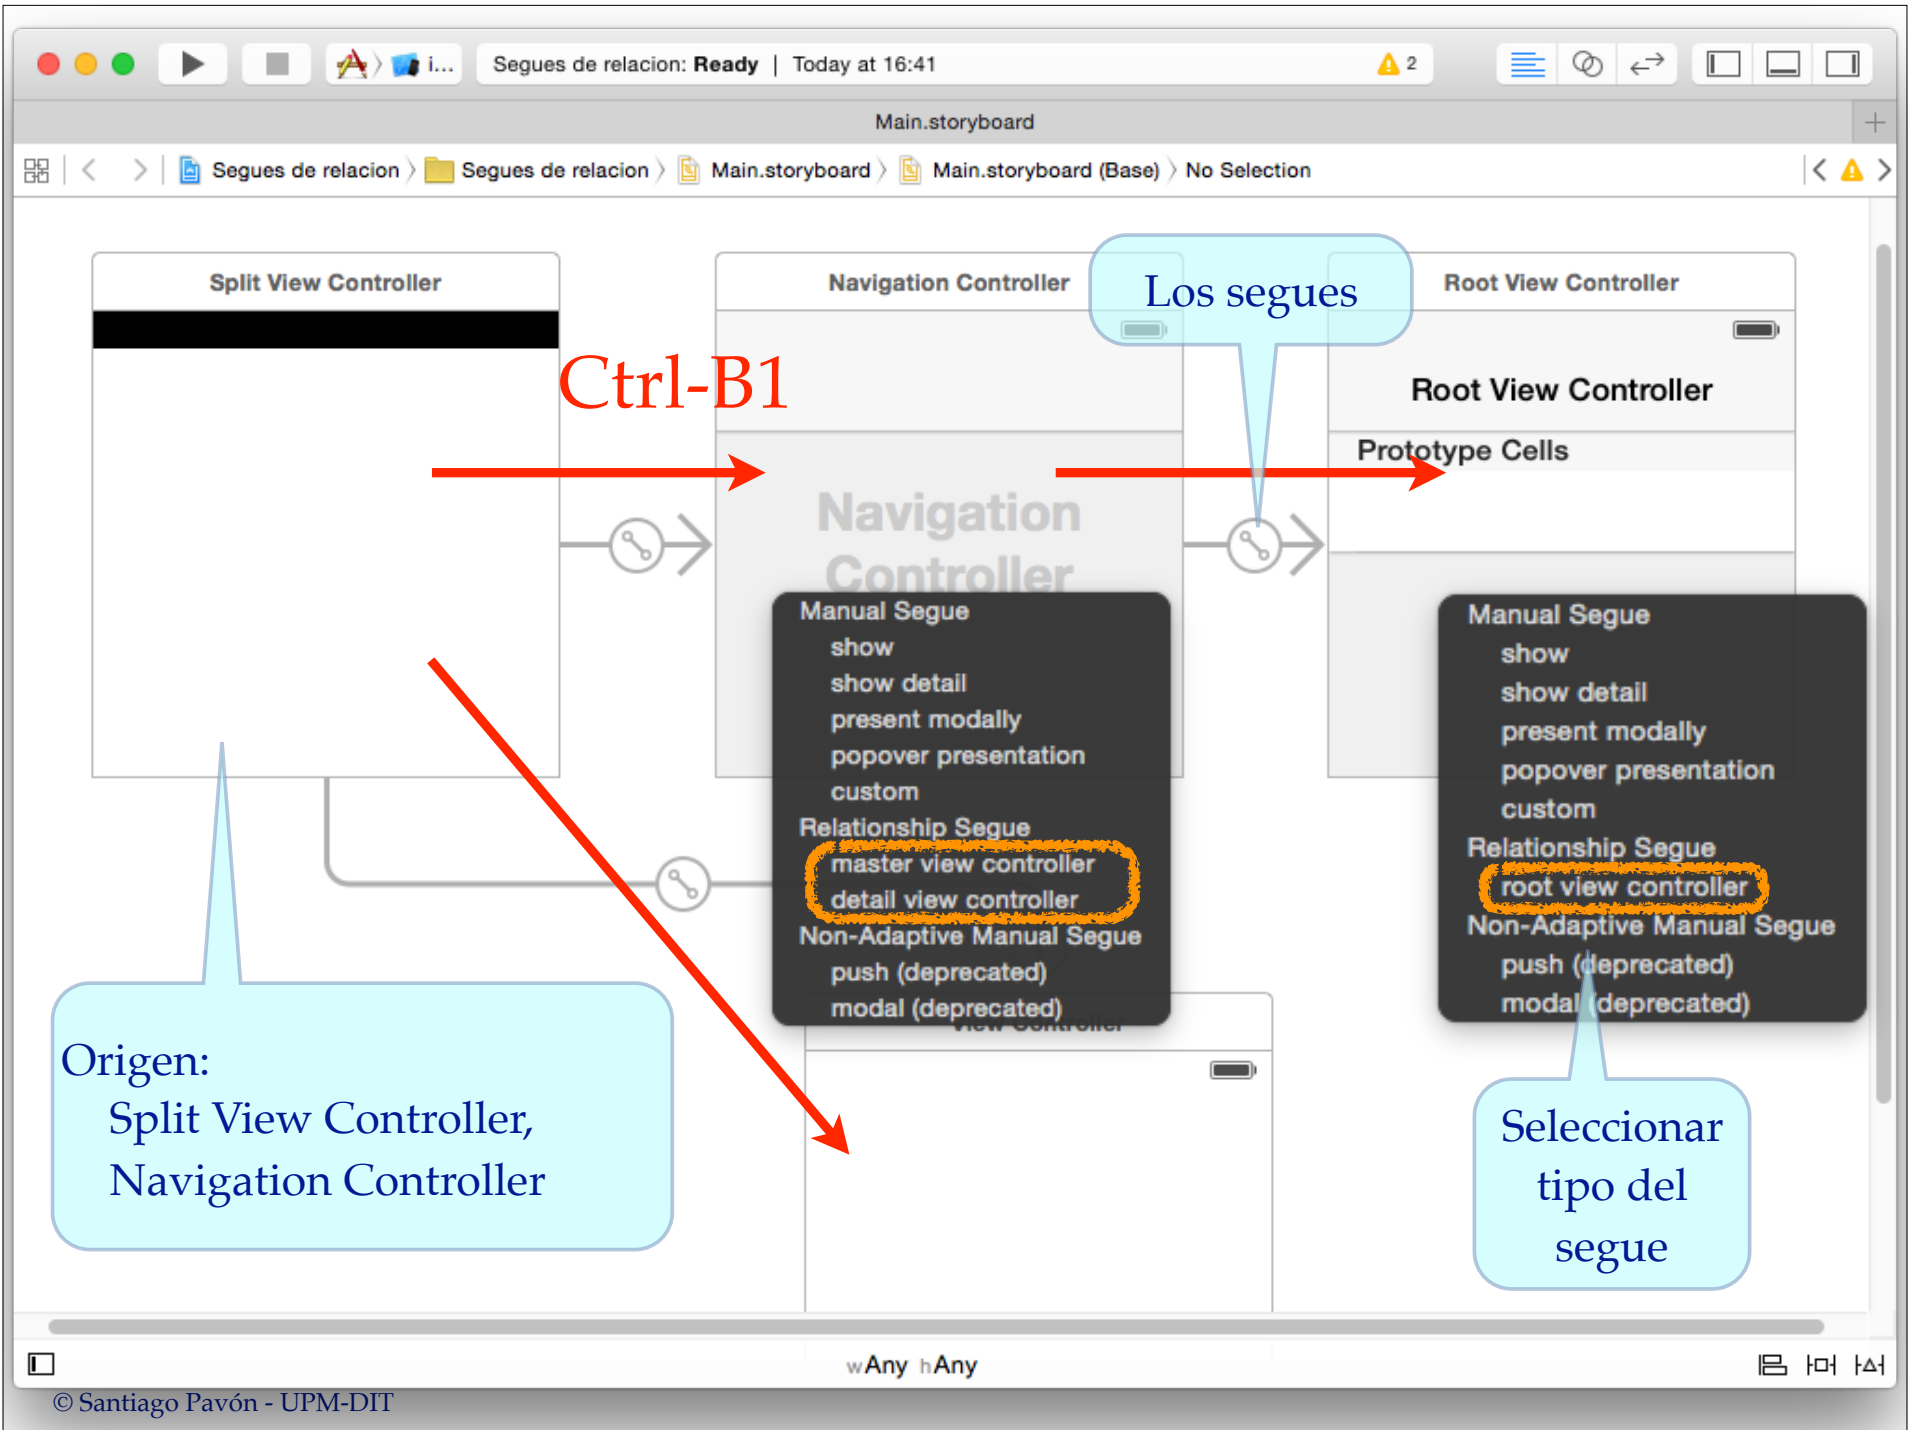 i...
Segues de relacion: Ready | Today at 16:41
2
Main.storyboard
Segues de relacion
Segues de relacion
Main.storyboard
Main.storyboard (Base)
No Selection
Split View Controller
Navigation Controller
Los segues
Root View Controller
Ctrl-B1
Root View Controller
Prototype Cells
Navigation
Controller
Manual Segue
show
show detail
present modally
popover presentation
custom
Relationship Segue
master view controller
detail view controller
Non-Adaptive Manual Segue
push (deprecated)
modal (deprecated)
Manual Segue
show
show detail
present modally
popover presentation
custom
Relationship Segue
root view controller
Non-Adaptive Manual Segue
push (deprecated)
modal (deprecated)
View Controller
Origen:
Split View Controller,
Navigation Controller
Seleccionar
tipo del
segue
wAny hAny
© Santiago Pavón - UPM-DIT